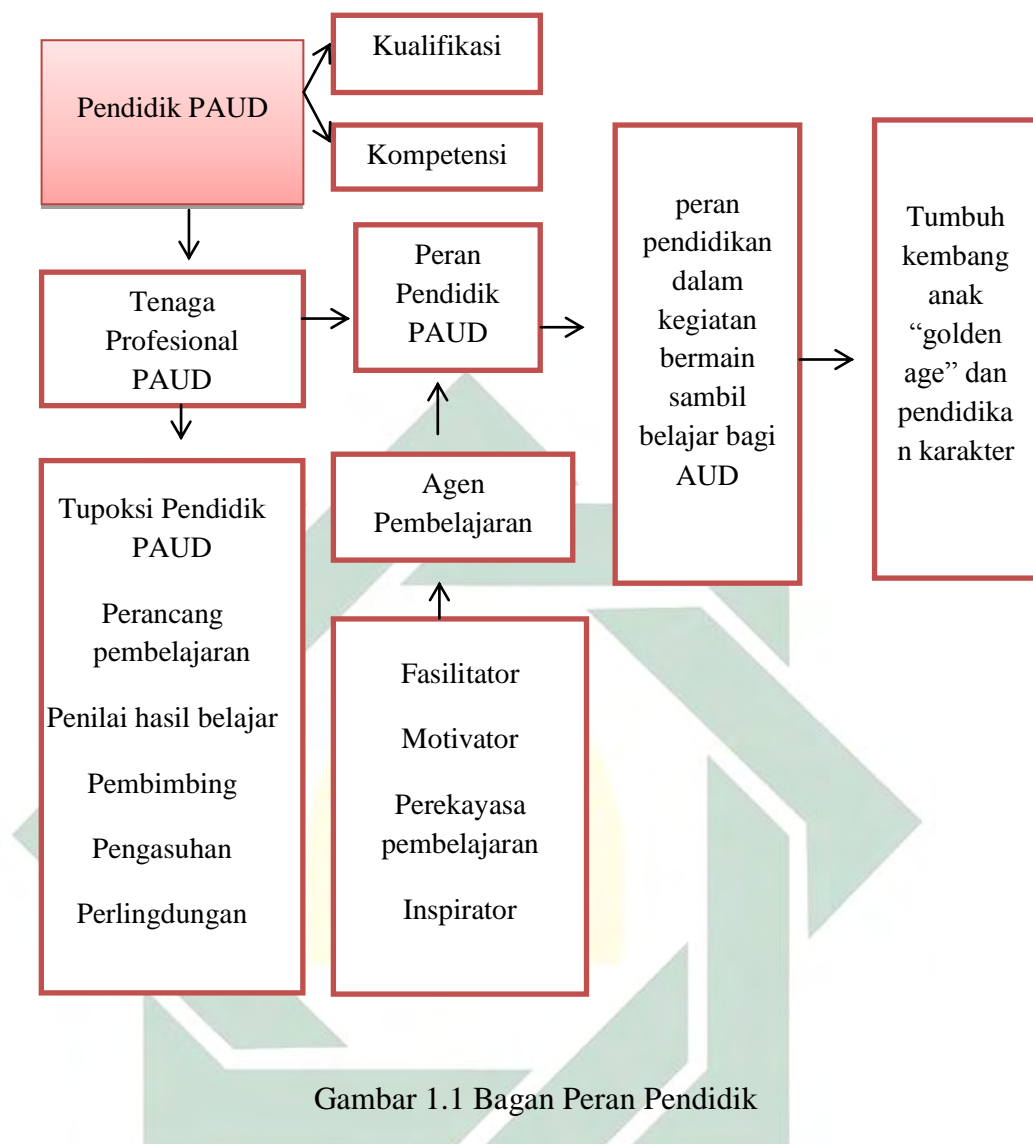 Pendidik PAUD
Kualifikasi
Kompetensi
Tenaga
Profesional
PAUD
Peran
Pendidik
PAUD
peran
pendidikan
dalam
kegiatan
bermain
sambil
belajar bagi
AUD
Tumbuh
kembang
anak
“golden
age” dan
pendidika
n karakter
Tupoksi Pendidik
PAUD
Perancang
pembelajaran
Penilai hasil belajar
Pembimbing
Pengasuhan
Perlingdungan
Agen
Pembelajaran
Fasilitator
Motivator
Perekayasa
pembelajaran
Inspirator
Gambar 1.1 Bagan Peran Pendidik